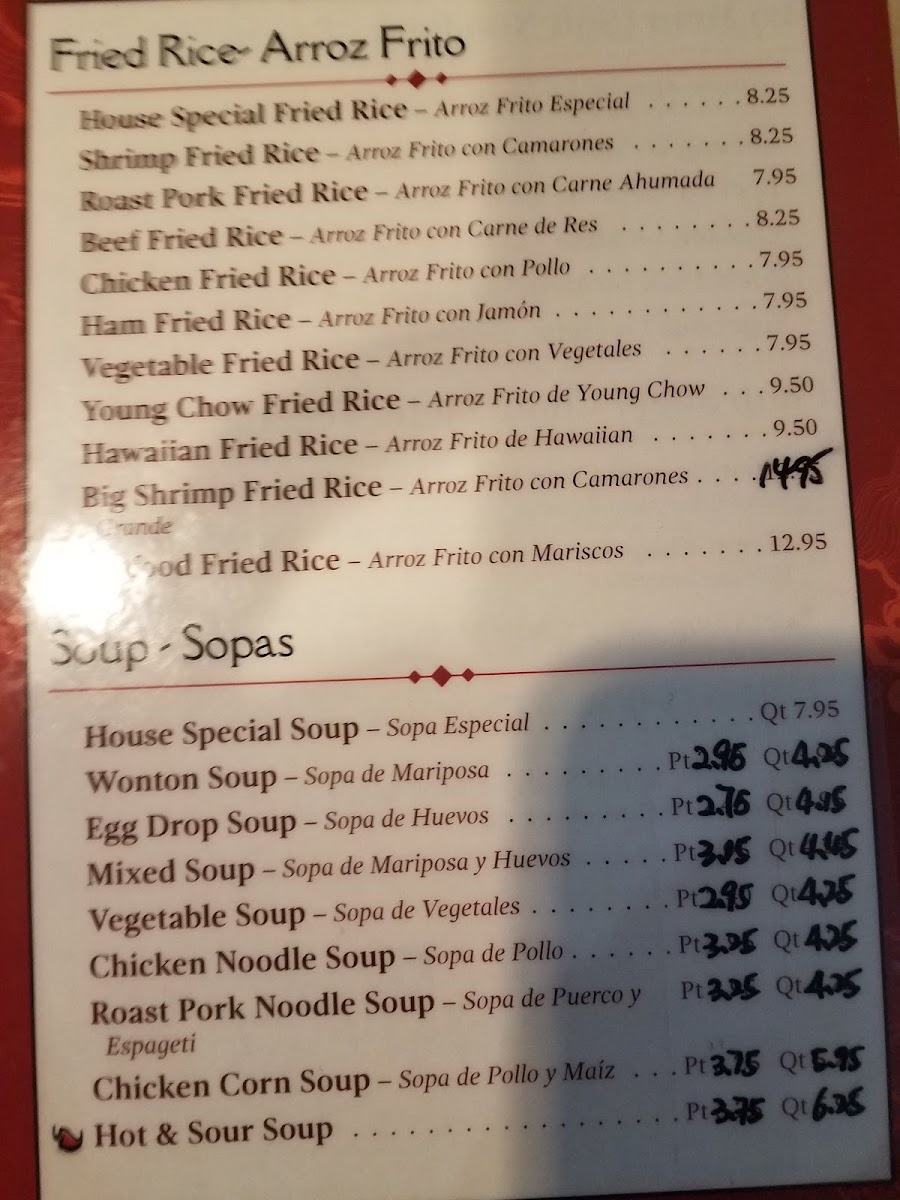 Fried Rice - Arroz Frito
House Special Fried Rice – Arroz Frito Especial . . . . . . 8.25
Shrimp Fried Rice – Arroz Frito con Camarones . . . . . . . 8.25
Roast Pork Fried Rice – Arroz Frito con Carne Ahumada 7.95
Beef Fried Rice – Arroz Frito con Carne de Res . . . . . . . . 8.25
Chicken Fried Rice – Arroz Frito con Pollo . . . . . . . . . . 7.95
Ham Fried Rice – Arroz Frito con Jamón . . . . . . . . . . . . 7.95
Vegetable Fried Rice – Arroz Frito con Vegetales . . . . . . 7.95
Young Chow Fried Rice – Arroz Frito de Young Chow . . . 9.50
Hawaiian Fried Rice – Arroz Frito de Hawaiian . . . . . . . 9.50
Big Shrimp Fried Rice – Arroz Frito con Camarones . . . . 14.95
Grande
Fried Rice – Arroz Frito con Mariscos . . . . . . . 12.95
Soup - Sopas
House Special Soup – Sopa Especial . . . . . . . . . . . . Qt 7.95
Wonton Soup – Sopa de Mariposa . . . . . . . . . Pt 2.95 Qt 4.25
Egg Drop Soup – Sopa de Huevos . . . . . . . . . Pt 2.75 Qt
Mixed Soup – Sopa de Mariposa y Huevos . . . . . Pt Qt 4.45
Vegetable Soup – Sopa de Vegetales . . . . . . . . Pt 2.95 Qt 4.25
Chicken Noodle Soup – Sopa de Pollo . . . . . . Pt 3.25 Qt 4.25
Roast Pork Noodle Soup – Sopa de Puerco y Pt 3.25 Qt 4.25
Espageti
Chicken Corn Soup – Sopa de Pollo y Maíz . . . Pt 3.75 Qt 5.95
Hot & Sour Soup . . . . . . . . . . . . . . . . . . Pt 3.75 Qt 6.25